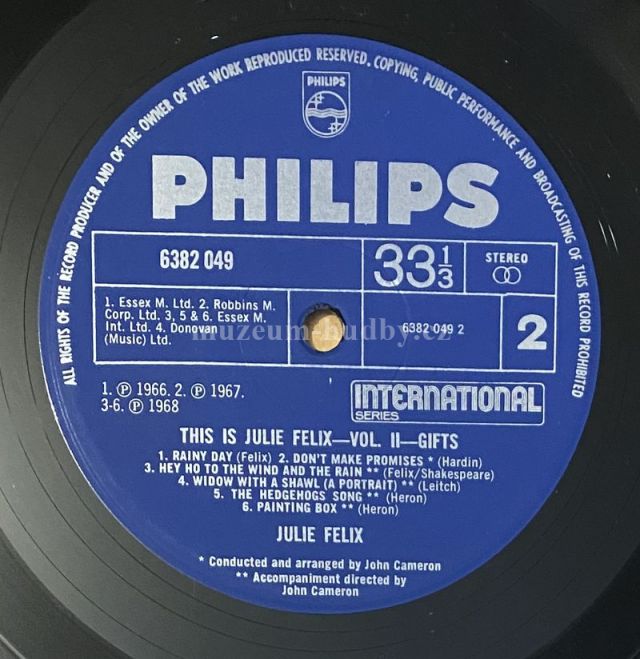 ALL RIGHTS OF THE RECORD PRODUCER AND OF THE OWNER OF THE WORK REPRODUCED RESERVED. COPYING, PUBLIC PERFORMANCE AND BROADCASTING OF THIS RECORD PROHIBITED
PHILIPS
PHILIPS
6382 049
33 1/3
STEREO
1. Essex M. Ltd. 2. Robbins M.
Corp. Ltd. 3, 5 & 6. Essex M.
Int. Ltd. 4. Donovan
(Music) Ltd.
6382 049 2
2
muzeum-hudby.cz
1. ℗ 1966. 2. ℗ 1967.
3-6. ℗ 1968
INTERNATIONAL
SERIES
THIS IS JULIE FELIX—VOL. II—GIFTS
1. RAINY DAY (Felix) 2. DON'T MAKE PROMISES * (Hardin)
3. HEY HO TO THE WIND AND THE RAIN ** (Felix/Shakespeare)
4. WIDOW WITH A SHAWL (A PORTRAIT) ** (Leitch)
5. THE HEDGEHOGS SONG ** (Heron)
6. PAINTING BOX ** (Heron)
JULIE FELIX
* Conducted and arranged by John Cameron
** Accompaniment directed by
John Cameron